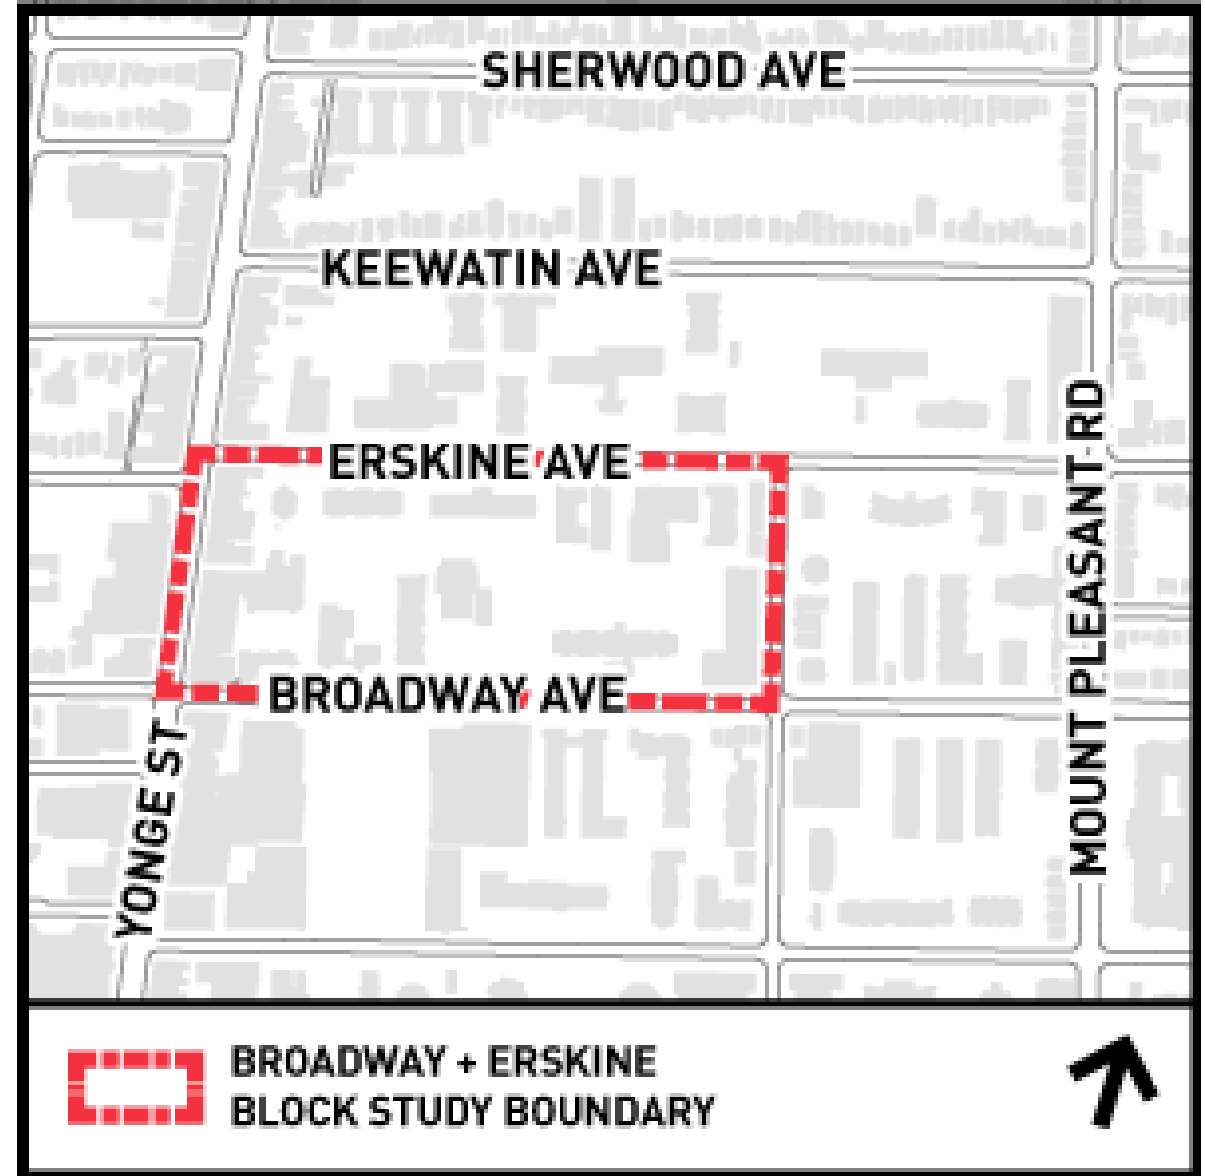 SHERWOOD AVE
KEEWATIN AVE
ERSKINE AVE
BROADWAY AVE
YONGE ST
MOUNT PLEASANT RD
BROADWAY + ERSKINE
BLOCK STUDY BOUNDARY